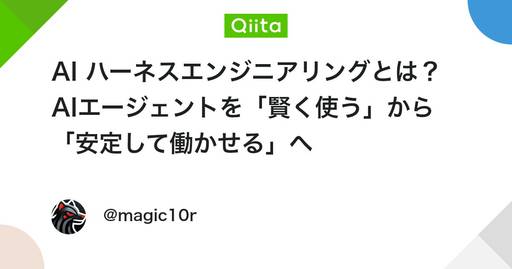 Qiita
AI ハーネスエンジニアリングとは？
AIエージェントを「賢く使う」から
「安定して働かせる」へ
@magic10r